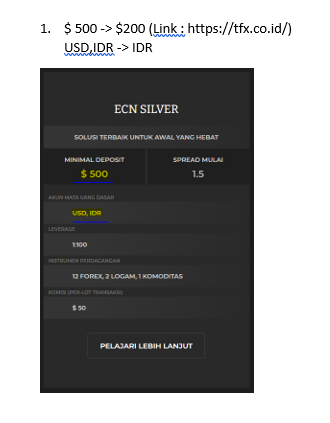 1. $ 500 -> $200 (Link : https://tfx.co.id/)
USD,IDR -> IDR
ECN SILVER
SOLUSI TERBAIK UNTUK AWAL YANG HEBAT
MINIMAL DEPOSIT SPREAD MULAI
$ 500 1.5
AKUN MATA UANG DASAR
USD, IDR
LEVERAGE
1:100
INSTRUMEN PERDAGANGAN
12 FOREX, 2 LOGAM, 1 KOMODITAS
KOMISI (PER-LOT TRANSAKSI)
$ 50
PELAJARI LEBIH LANJUT